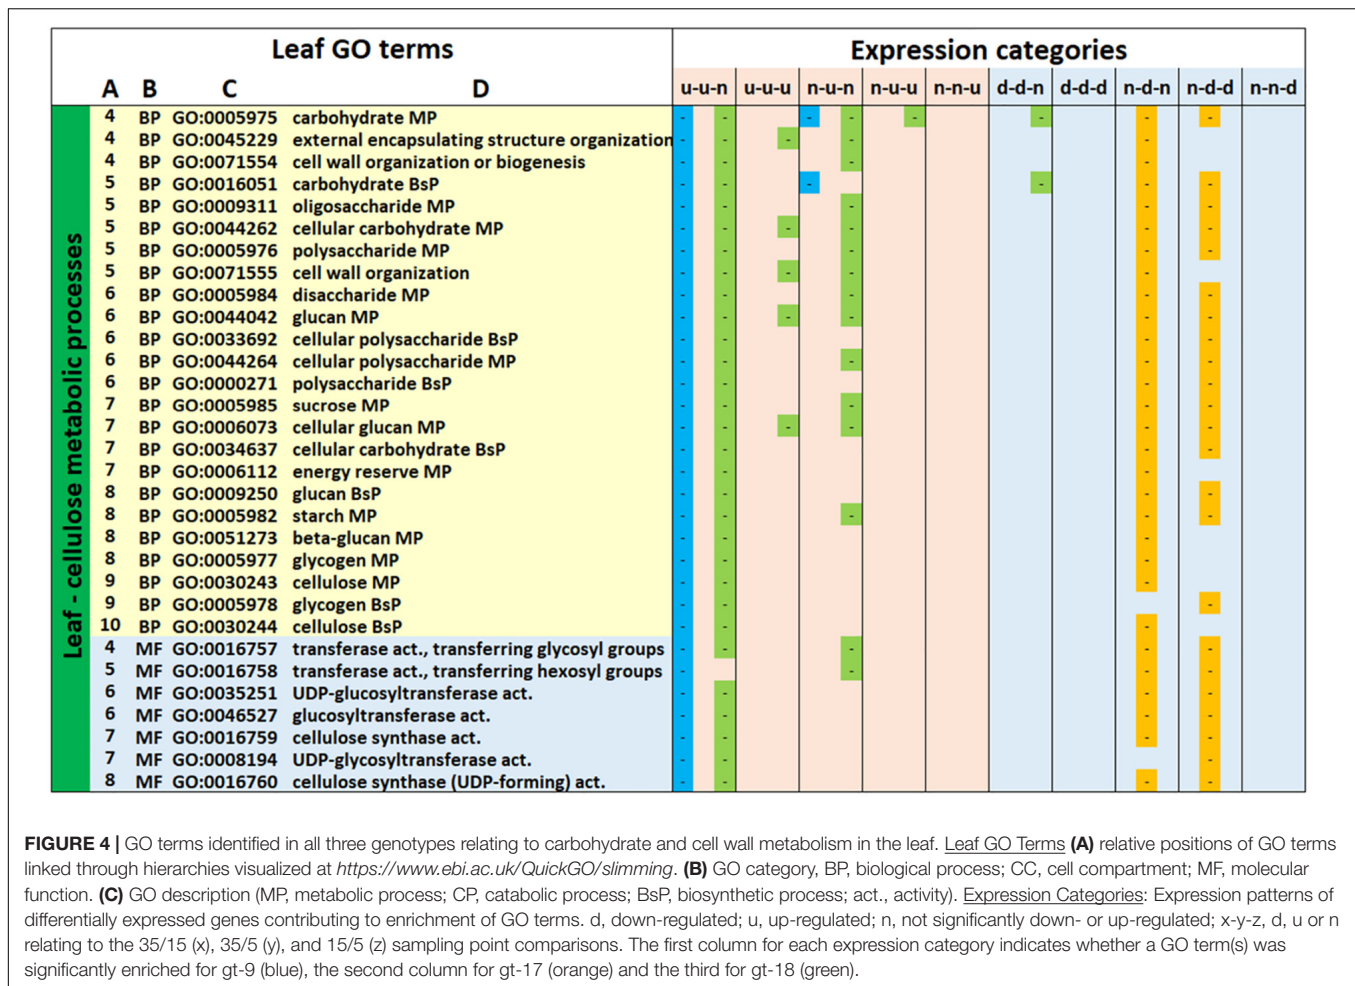 Leaf GO terms
Expression categories
A B C D
u-u-n u-u-u n-u-n n-u-u n-n-u d-d-n d-d-d n-d-n n-d-d n-n-d
Leaf - cellulose metabolic processes
4 BP GO:0005975 carbohydrate MP - - - - - - - -
4 BP GO:0045229 external encapsulating structure organization - - - - -
4 BP GO:0071554 cell wall organization or biogenesis - - - -
5 BP GO:0016051 carbohydrate BsP - - - - - -
5 BP GO:0009311 oligosaccharide MP - - - - -
5 BP GO:0044262 cellular carbohydrate MP - - - - - -
5 BP GO:0005976 polysaccharide MP - - - - -
5 BP GO:0071555 cell wall organization - - - - -
6 BP GO:0005984 disaccharide MP - - - - -
6 BP GO:0044042 glucan MP - - - - - -
6 BP GO:0033692 cellular polysaccharide BsP - - - -
6 BP GO:0044264 cellular polysaccharide MP - - - - -
6 BP GO:0000271 polysaccharide BsP - - - -
7 BP GO:0005985 sucrose MP - - - - -
7 BP GO:0006073 cellular glucan MP - - - - - -
7 BP GO:0034637 cellular carbohydrate BsP - - - -
7 BP GO:0006112 energy reserve MP - - -
8 BP GO:0009250 glucan BsP - - - -
8 BP GO:0005982 starch MP - - - - -
8 BP GO:0051273 beta-glucan MP - - -
8 BP GO:0005977 glycogen MP - - -
9 BP GO:0030243 cellulose MP - - -
9 BP GO:0005978 glycogen BsP - - -
10 BP GO:0030244 cellulose BsP - - -
4 MF GO:0016757 transferase act., transferring glycosyl groups - - - - -
5 MF GO:0016758 transferase act., transferring hexosyl groups - - - -
6 MF GO:0035251 UDP-glucosyltransferase act. - - - -
6 MF GO:0046527 glucosyltransferase act. - - - -
7 MF GO:0016759 cellulose synthase act. - - - -
7 MF GO:0008194 UDP-glycosyltransferase act. - - -
8 MF GO:0016760 cellulose synthase (UDP-forming) act. - - - -
FIGURE 4 | GO terms identified in all three genotypes relating to carbohydrate and cell wall metabolism in the leaf. Leaf GO Terms (A) relative positions of GO terms
linked through hierarchies visualized at https://www.ebi.ac.uk/QuickGO/slimming. (B) GO category, BP, biological process; CC, cell compartment; MF, molecular
function. (C) GO description (MP, metabolic process; CP, catabolic process; BsP, biosynthetic process; act., activity). Expression Categories: Expression patterns of
differentially expressed genes contributing to enrichment of GO terms. d, down-regulated; u, up-regulated; n, not significantly down- or up-regulated; x-y-z, d, u or n
relating to the 35/15 (x), 35/5 (y), and 15/5 (z) sampling point comparisons. The first column for each expression category indicates whether a GO term(s) was
significantly enriched for gt-9 (blue), the second column for gt-17 (orange) and the third for gt-18 (green).